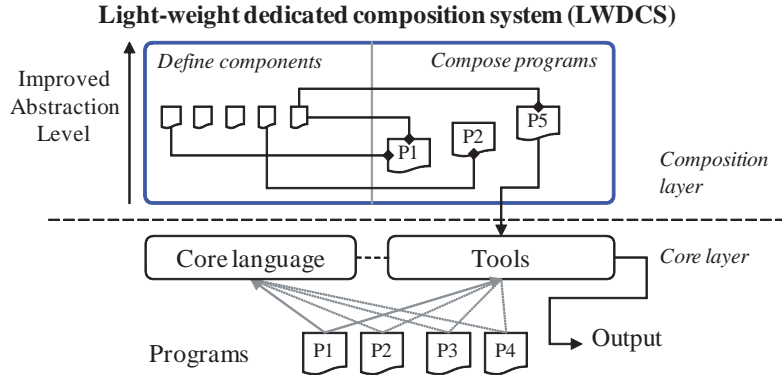 Light-weight dedicated composition system (LWDCS)
Improved
Abstraction
Level
Define components
Compose programs
P1
P2
P5
Composition
layer
Core language
Tools
Core layer
Output
Programs
P1
P2
P3
P4